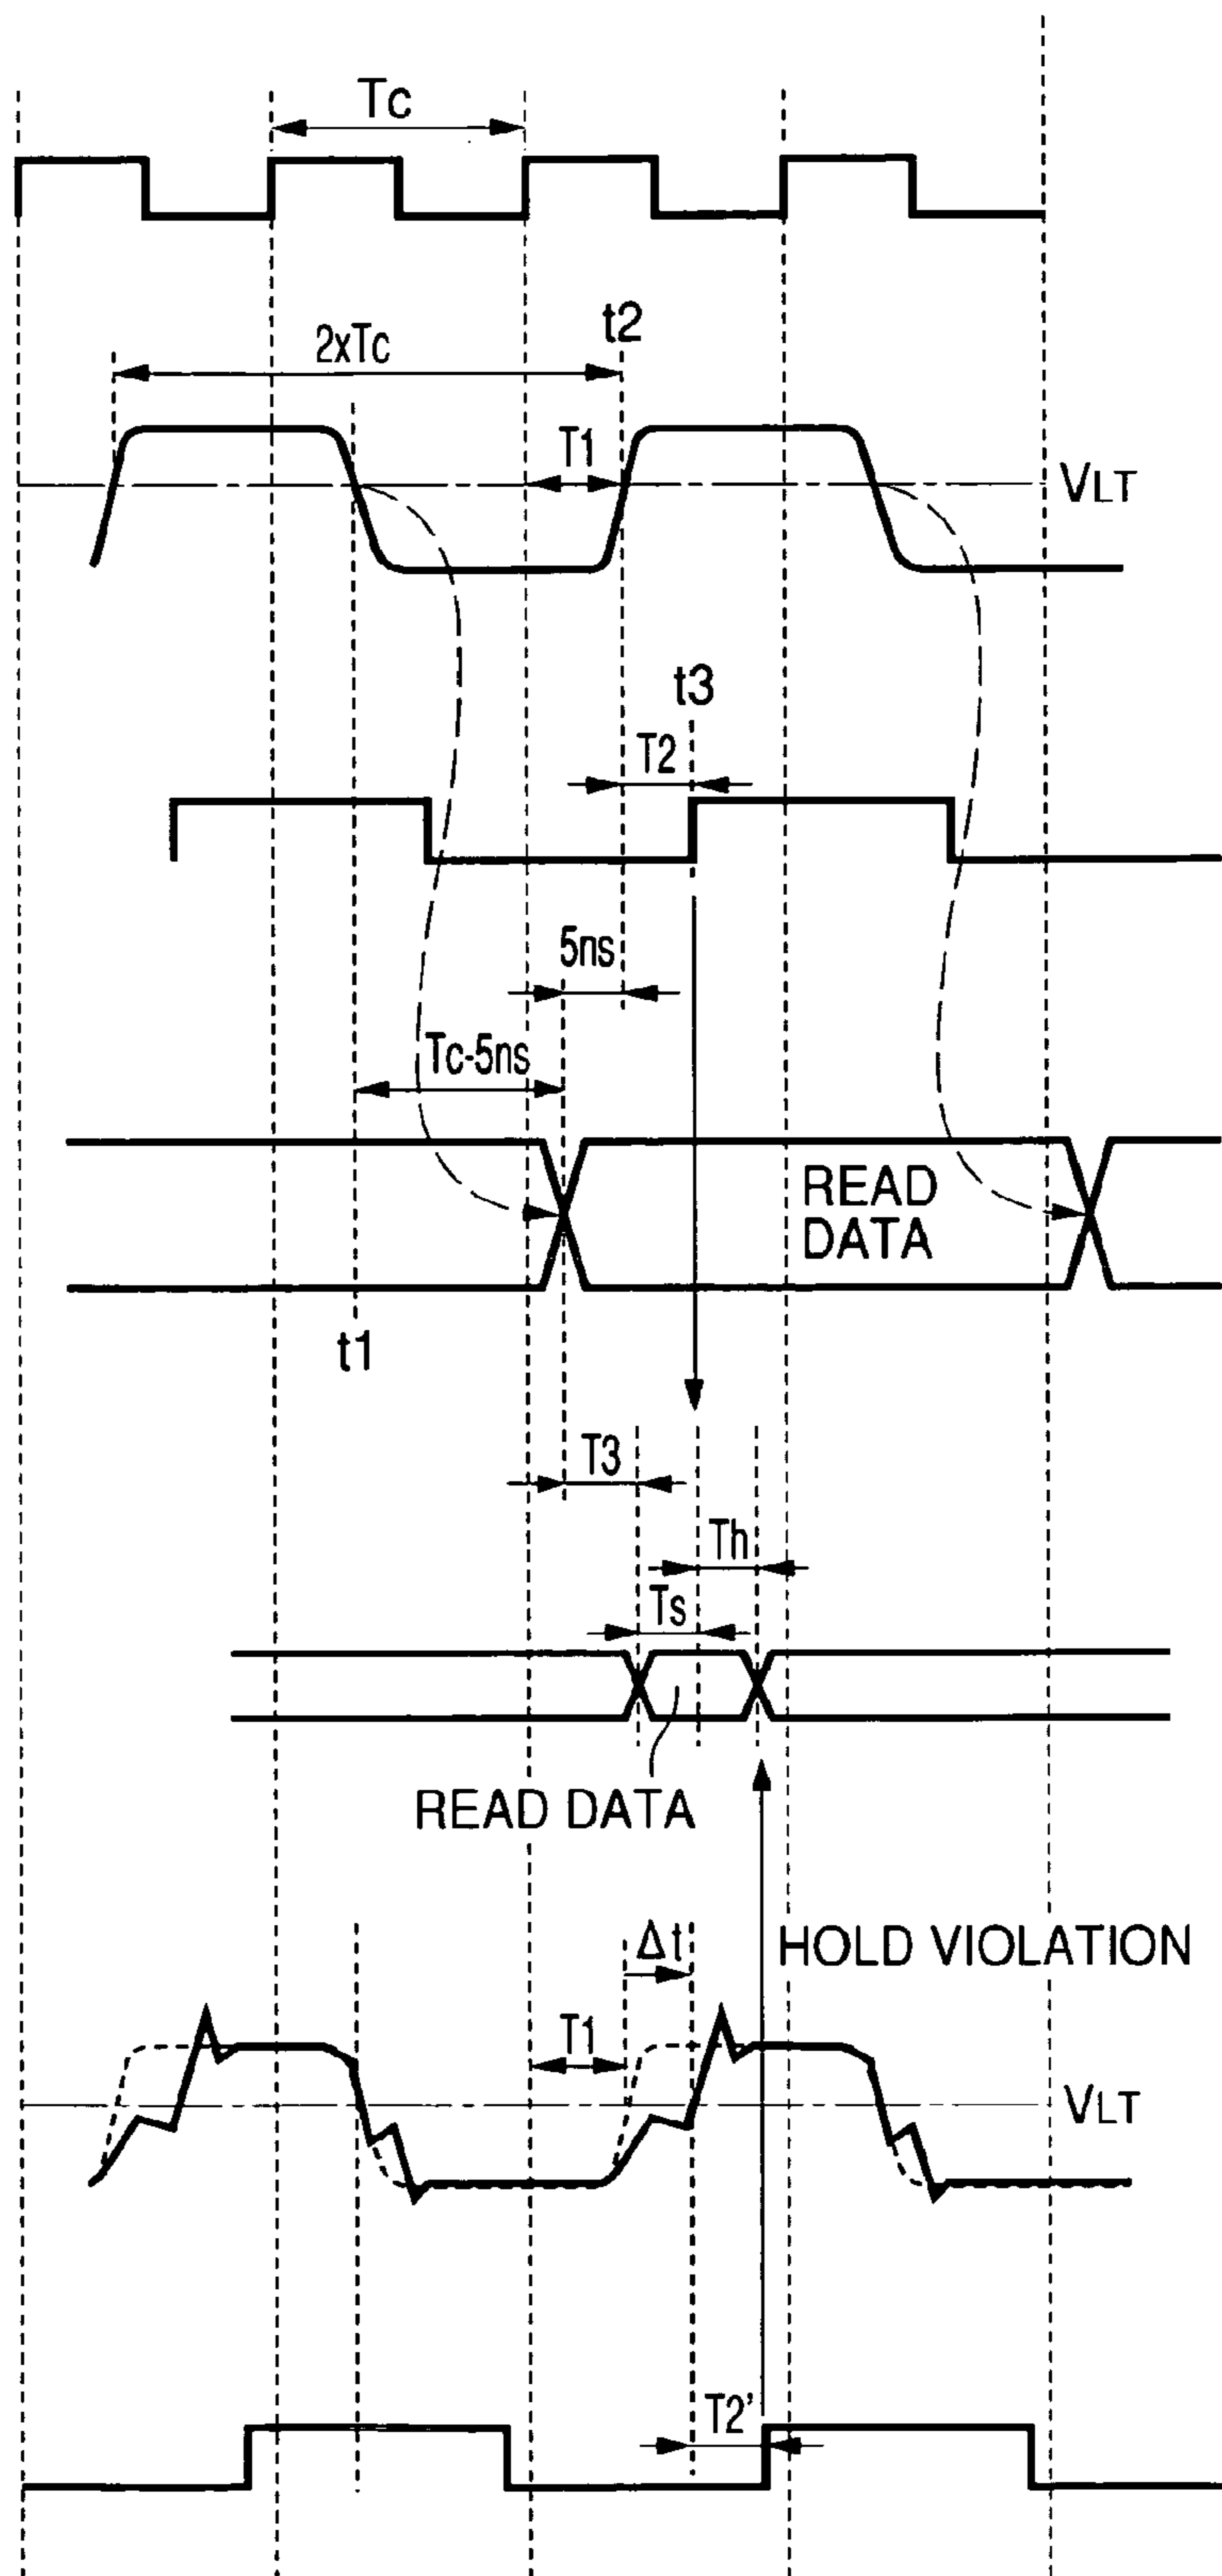 Tc
t2
2xTc
T1
VLT
t3
T2
5ns
Tc-5ns
READ
DATA
t1
T3
Th
Ts
READ DATA
Δt
HOLD VIOLATION
T1
VLT
T2'